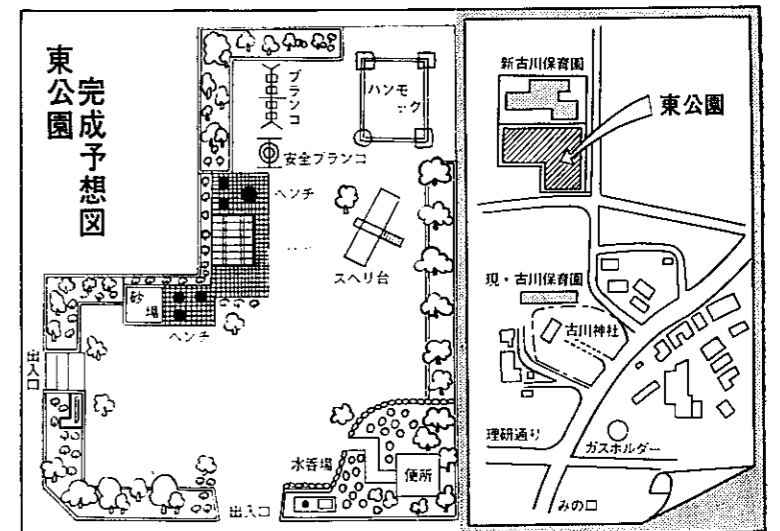 東公園
完成予想図
ブランコ
ハンモック
安全ブランコ
ベンチ
スベリ台
砂場
ベンチ
出入口
水呑場
便所
出入口
新古川保育園
東公園
現・古川保育園
古川神社
理研通り
ガスホルダー
みの口